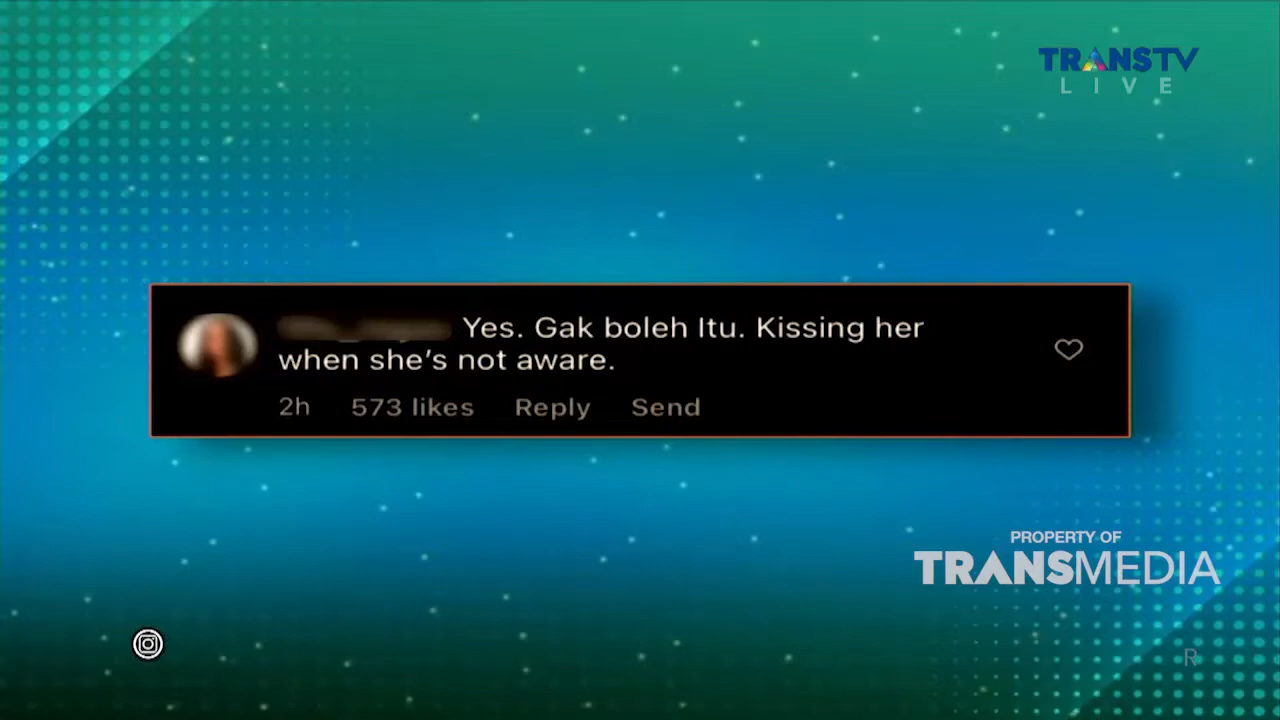 TRANSTV
LIVE
Yes. Gak boleh Itu. Kissing her
when she's not aware.
2h 573 likes Reply Send
PROPERTY OF
TRANSMEDIA
R